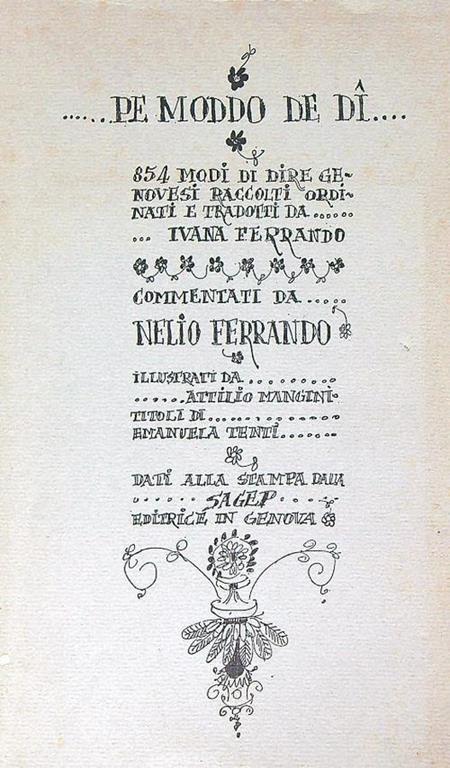 ......PE MODDO DE DÎ....
854 MODI DI DIRE GE-
NOVESI RACCOLTI ORDI-
NATI E TRADOTTI DA......
... IVANA FERRANDO
COMMENTATI DA.....
NELIO FERRANDO
ILLUSTRATI DA..........
......ATTILIO MANGINI-
TITOLI DI...............
EMANUELA TENTI.......
DATI ALLA STAMPA DALLA
.......SAGEP.....
EDITRICE IN GENOVA